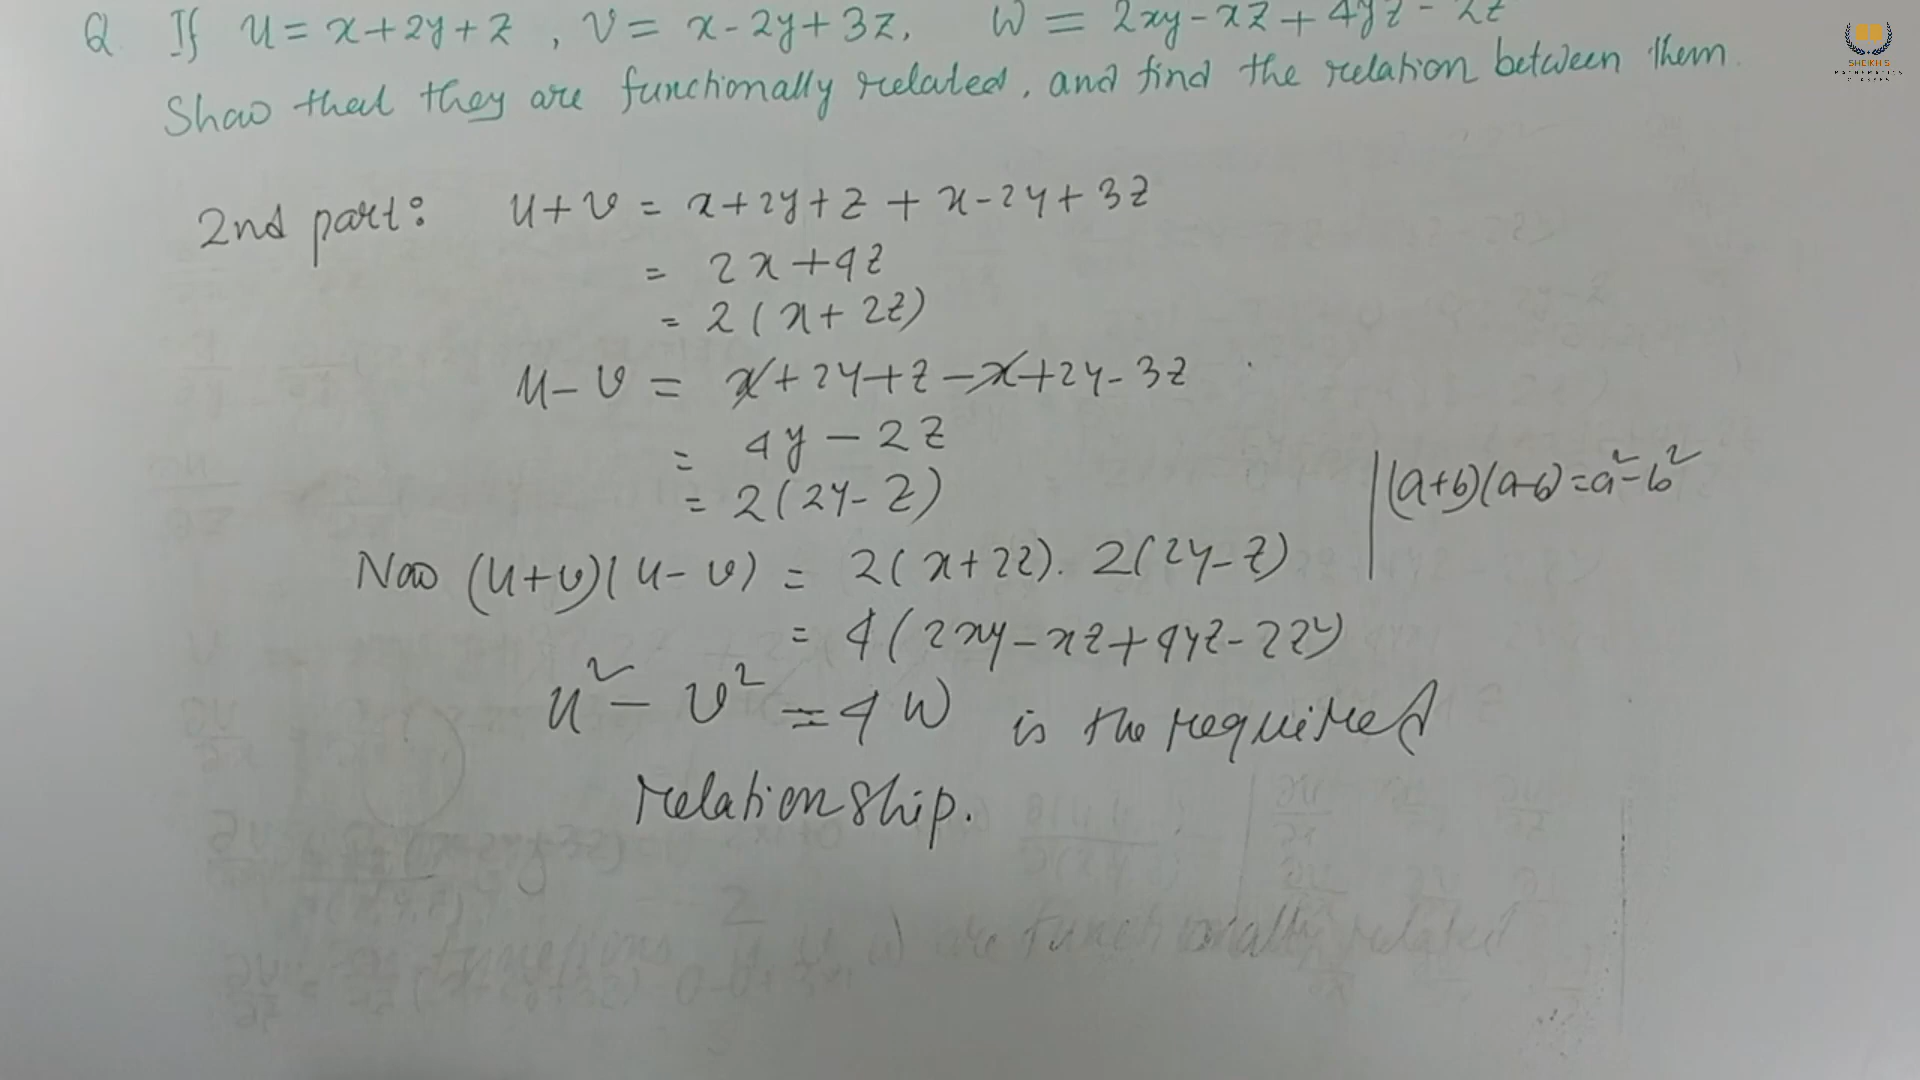 Q. If u = x+2y+z , v = x-2y+3z, w = 2xy-xz+4yz-2z
Show that they are functionally related, and find the relation between them.
SHEIKH'S
MATHEMATICS
2nd part: u+v = x+2y+z + x-2y+3z
= 2x+4z
= 2(x+2z)
u-v = x+2y+z-x+2y-3z
= 4y-2z
= 2(2y-z)
|(a+b)(a-b)=a²-b²
Now (u+v)(u-v) = 2(x+2z). 2(2y-z)
= 4(2xy-xz+4yz-2z²)
u²-v² = 4w is the required
relationship.